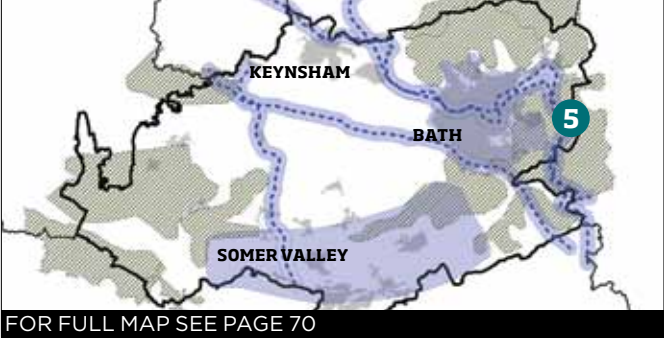 KEYNSHAM
5
BATH
SOMER VALLEY
FOR FULL MAP SEE PAGE 70